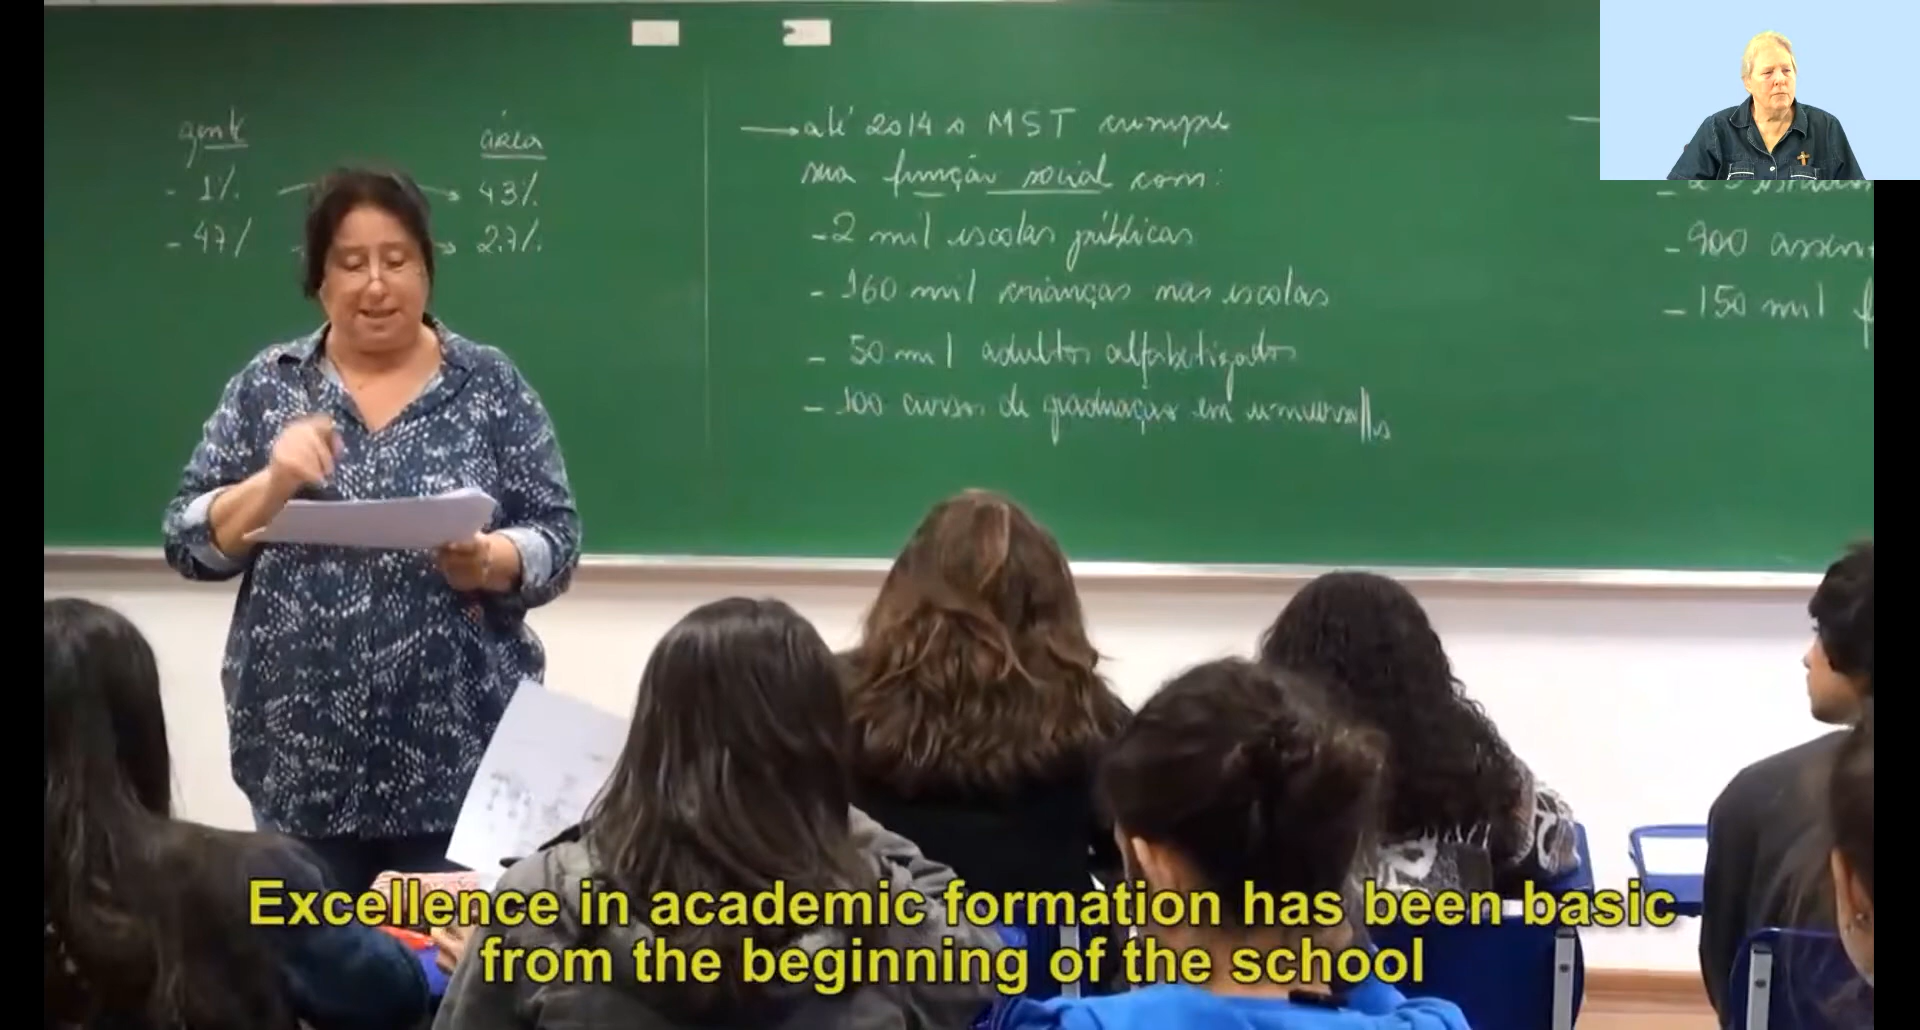 gente
área
- 1%
43%
- 47%
2.7%
até 2014 o MST cumpre
sua função social com:
- 2 mil escolas públicas
- 160 mil crianças nas escolas
- 50 mil adultos alfabetizados
- 100 cursos de graduação em
- 900
- 150 mil
Excellence in academic formation has been basic
from the beginning of the school